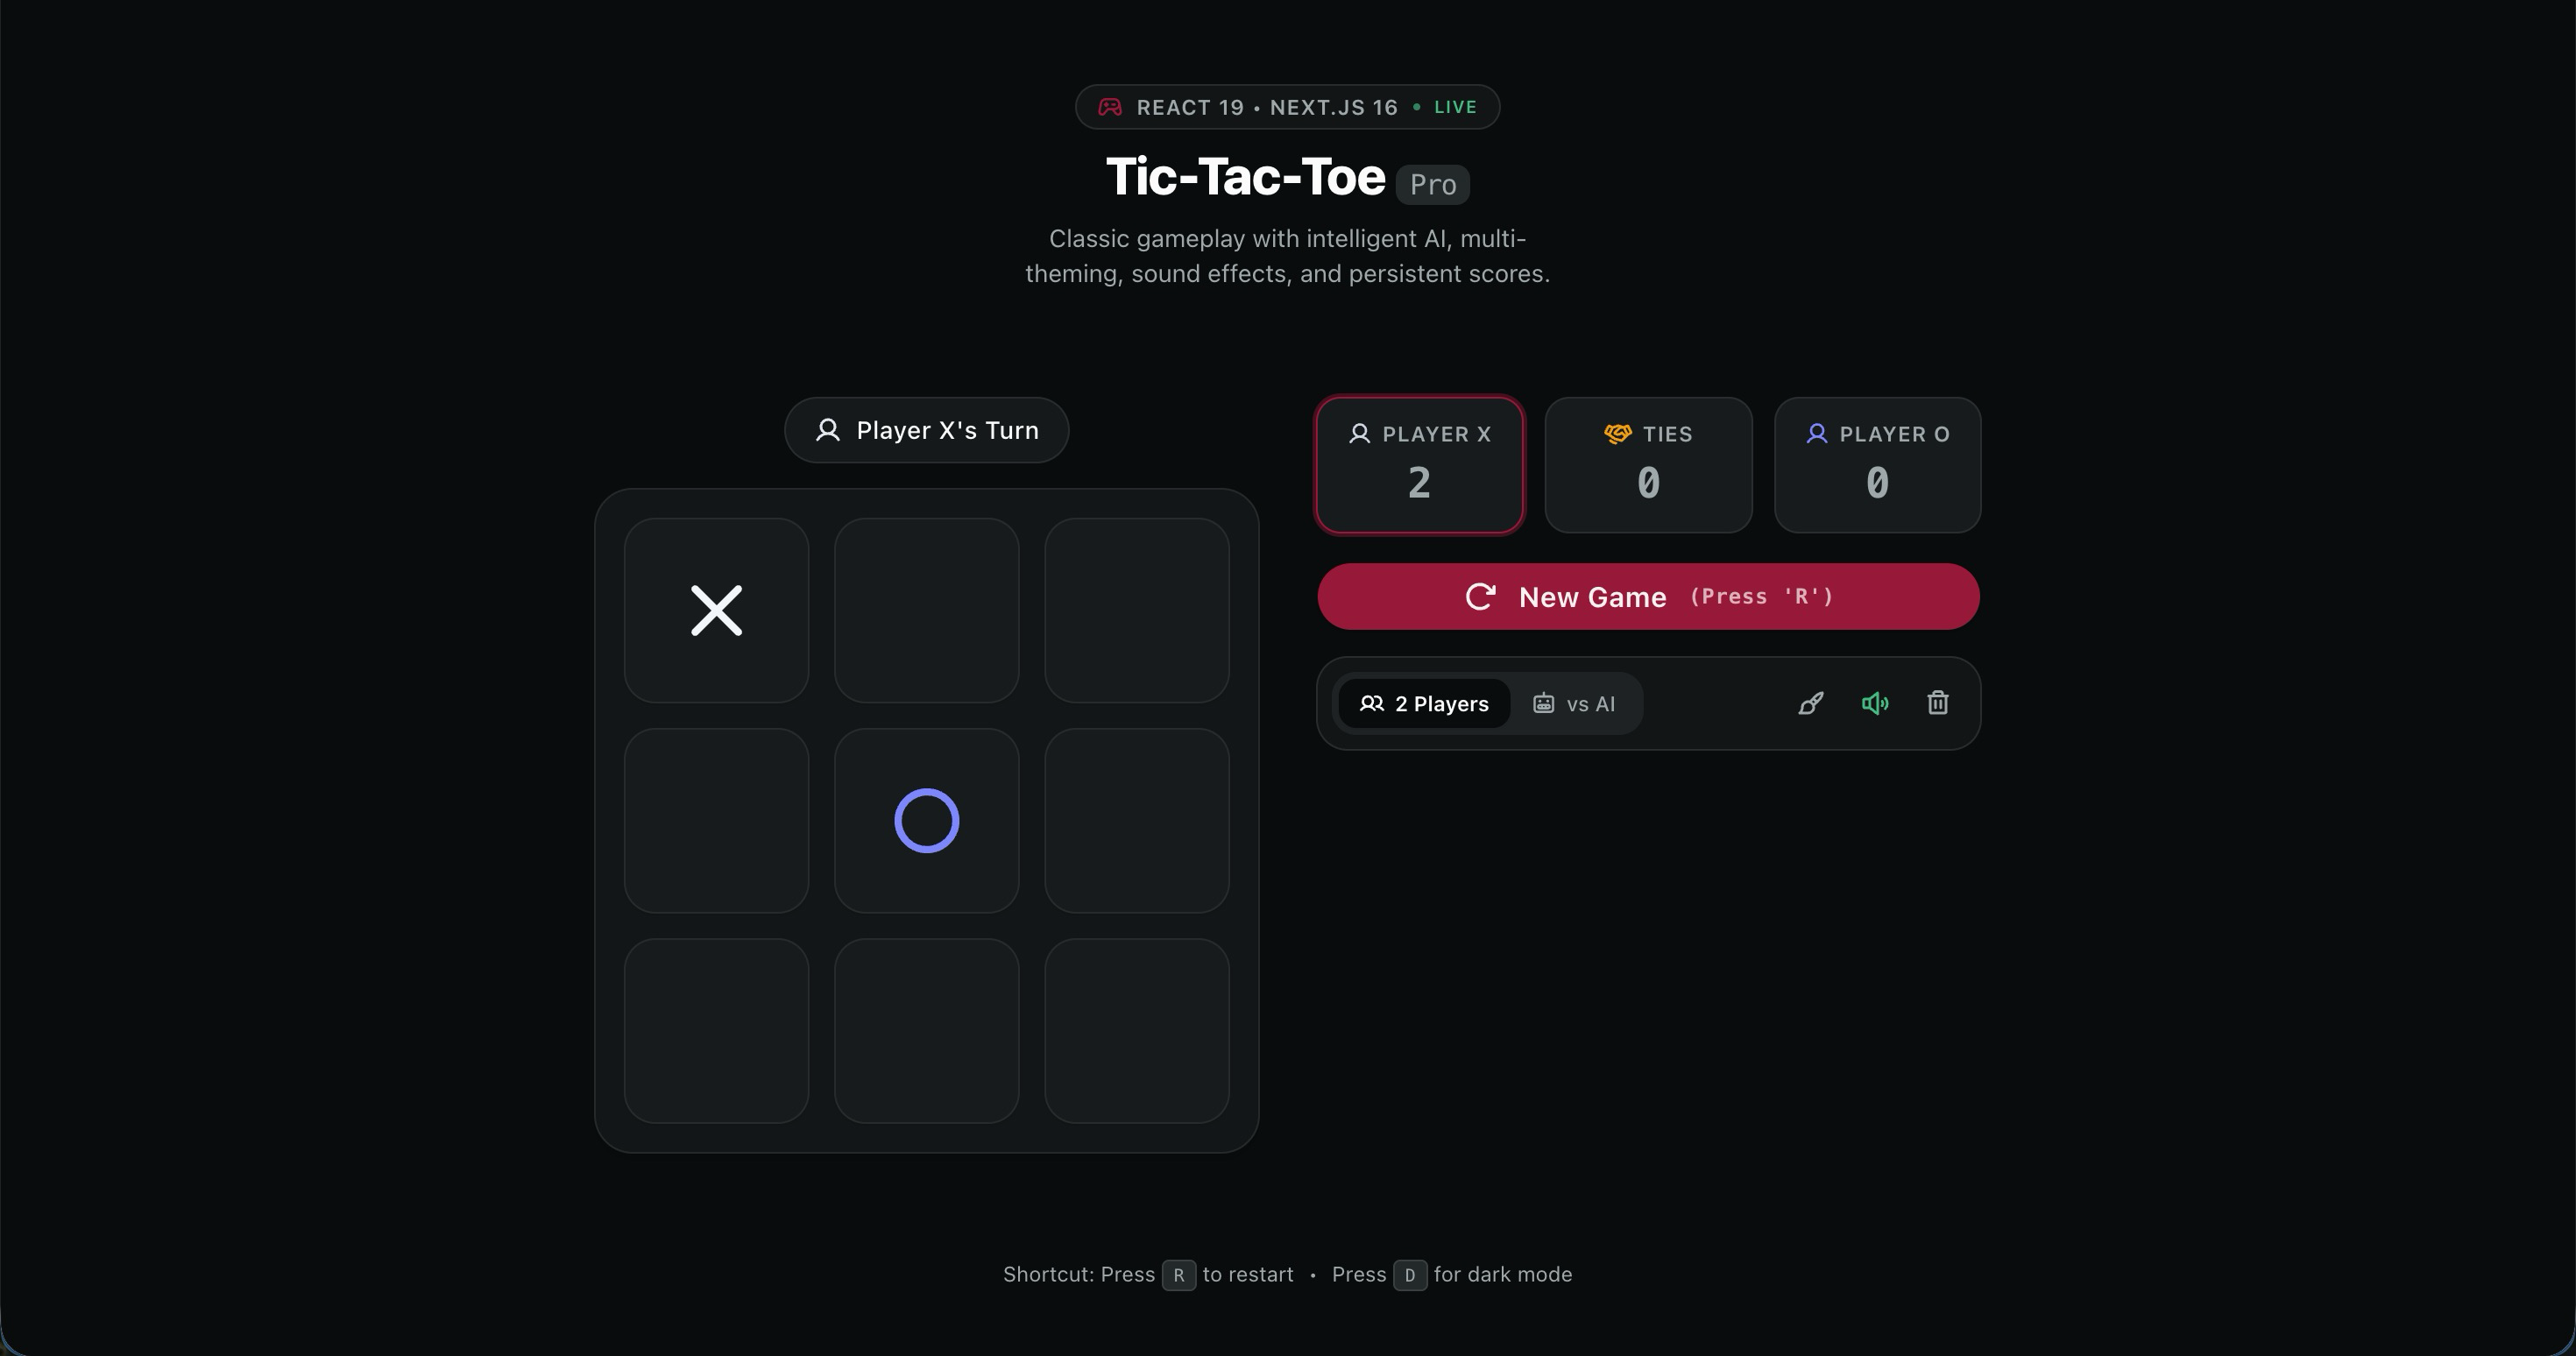 REACT 19 • NEXT.JS 16 • LIVE
Tic-Tac-Toe Pro
Classic gameplay with intelligent AI, multi-
theming, sound effects, and persistent scores.
Player X's Turn
PLAYER X
2
TIES
0
PLAYER O
0
New Game (Press 'R')
2 Players
vs AI
Shortcut: Press R to restart • Press D for dark mode